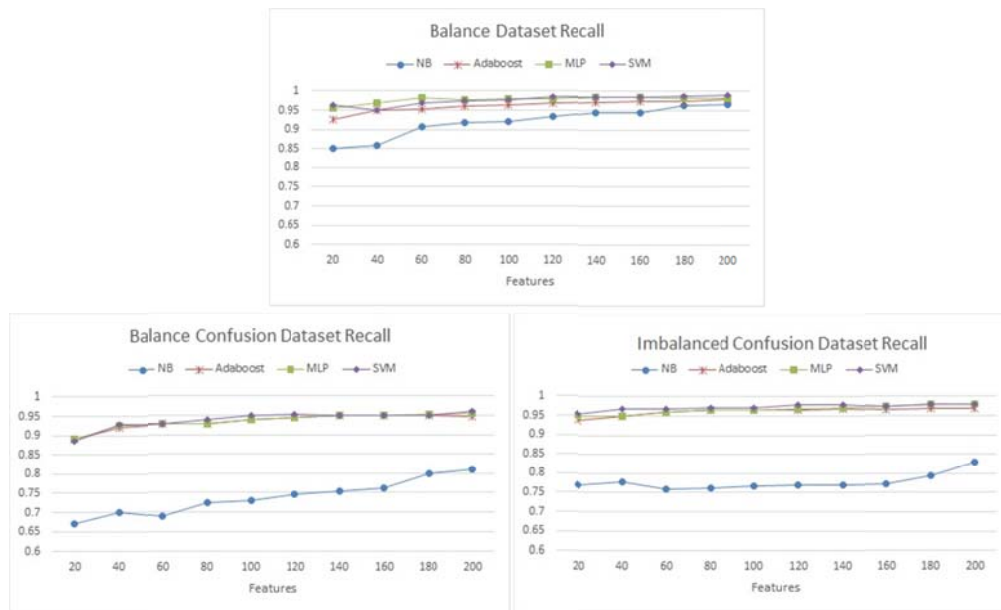 Balance Dataset Recall
NB Adaboost MLP SVM
1
0.95
0.9
0.85
0.8
0.75
0.7
0.65
0.6
20 40 60 80 100 120 140 160 180 200
Features
Balance Confusion Dataset Recall
NB Adaboost MLP SVM
1
0.95
0.9
0.85
0.8
0.75
0.7
0.65
0.6
20 40 60 80 100 120 140 160 180 200
Features
Imbalanced Confusion Dataset Recall
NB Adaboost MLP SVM
1
0.95
0.9
0.85
0.8
0.75
0.7
0.65
0.6
20 40 60 80 100 120 140 160 180 200
Features